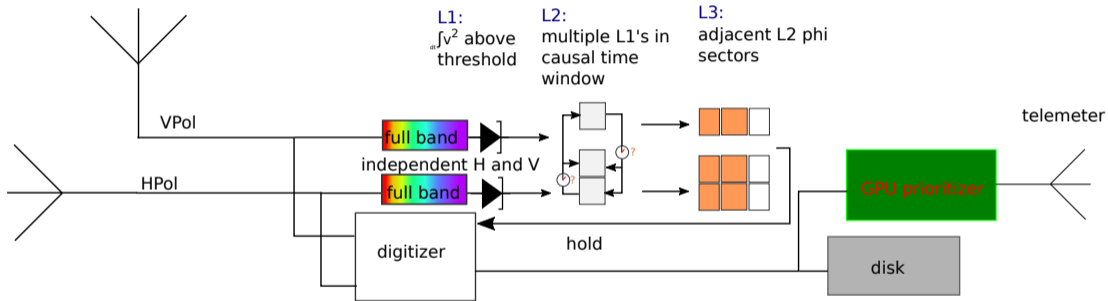 L1:
∫v² above
threshold
L2:
multiple L1's in
causal time
window
L3:
adjacent L2 phi
sectors
VPol
full band
?
telemeter
independent H and V
HPol
full band
?
GPU prioritizer
digitizer
hold
disk